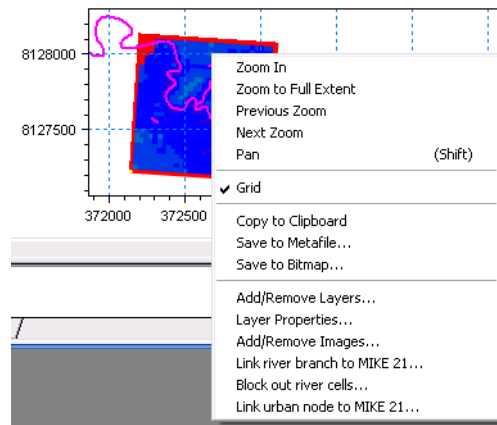 8128000
Zoom In
Zoom to Full Extent
Previous Zoom
8127500
Next Zoom
Pan (Shift)
Grid
372000 372500
Copy to Clipboard
Save to Metafile...
Save to Bitmap...
Add/Remove Layers...
Layer Properties...
Add/Remove Images...
Link river branch to MIKE 21...
Block out river cells...
Link urban node to MIKE 21...